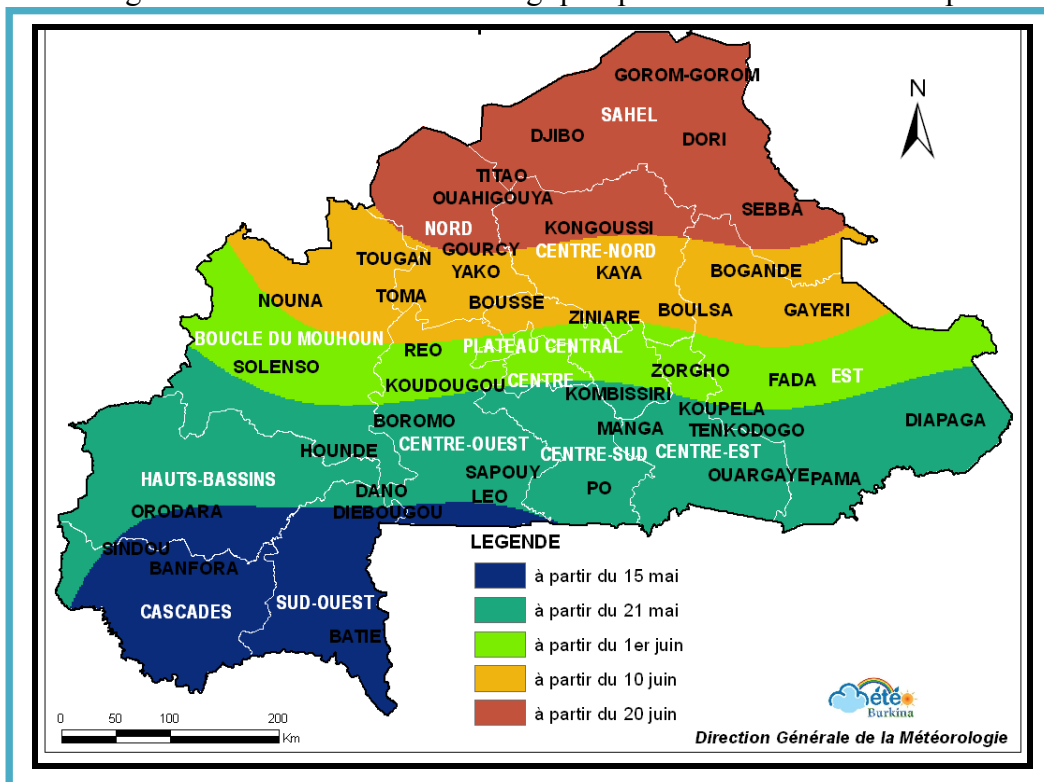 N
GOROM-GOROM
SAHEL
DJIBO
DORI
TITAO
OUAHIGOUYA
SEBBA
NORD
KONGOUSSI
GOURCY
CENTRE-NORD
TOUGAN
YAKO
KAYA
BOGANDE
NOUNA
TOMA
BOUSSE
ZINIARE
BOULSA
GAYERI
BOUCLE DU MOUHOUN
REO
PLATEAU CENTRAL
SOLENSO
KOUDOUGOU
CENTRE
ZORGHO
FADA
EST
KOMBISSIRI
KOUPELA
BOROMO
MANGA
TENKODOGO
DIAPAGA
HOUNDE
CENTRE-OUEST
CENTRE-SUD
CENTRE-EST
HAUTS-BASSINS
SAPOUY
OUARGAYE
PAMA
DANO
LEO
PO
ORODARA
DIEBOUGOU
SINDOU
BANFORA
CASCADES
SUD-OUEST
BATIE
LEGENDE
à partir du 15 mai
à partir du 21 mai
à partir du 1er juin
à partir du 10 juin
à partir du 20 juin
0 50 100 200
Km
été
Burkina
Direction Générale de la Météorologie